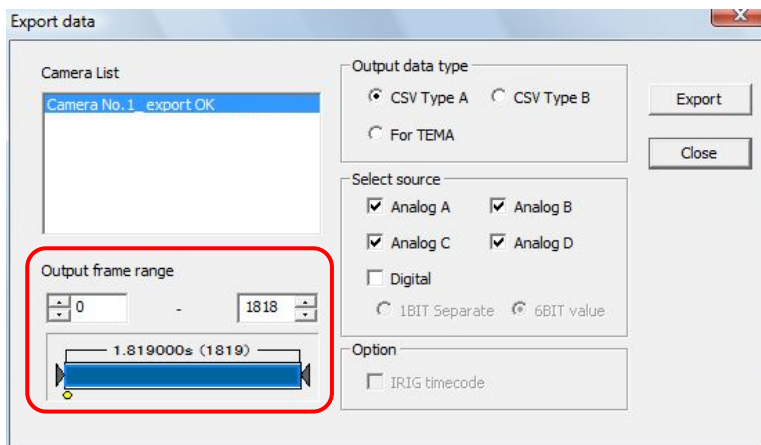 Export data
Camera List
Camera No.1_ export OK
Output frame range
0 - 1818
1.819000s (1819)
Output data type
CSV Type A CSV Type B
For TEMA
Select source
Analog A Analog B
Analog C Analog D
Digital
1BIT Separate 6BIT value
Option
IRIG timecode
Export
Close